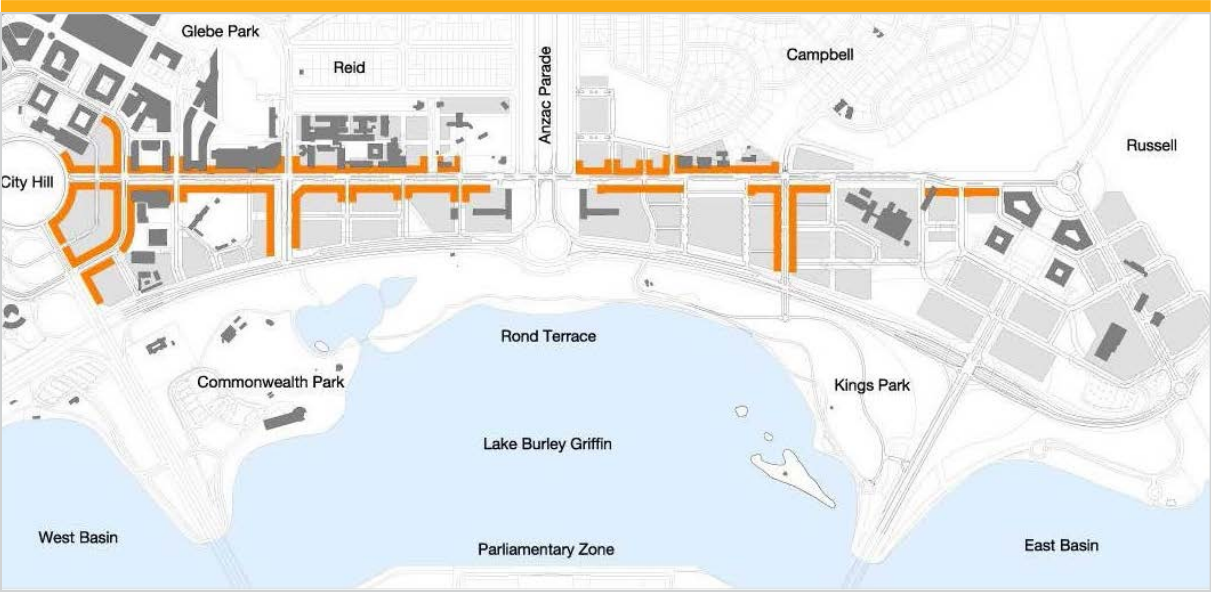 Glebe Park
Reid
Anzac Parade
Campbell
Russell
City Hill
Rond Terrace
Commonwealth Park
Kings Park
Lake Burley Griffin
West Basin
Parliamentary Zone
East Basin